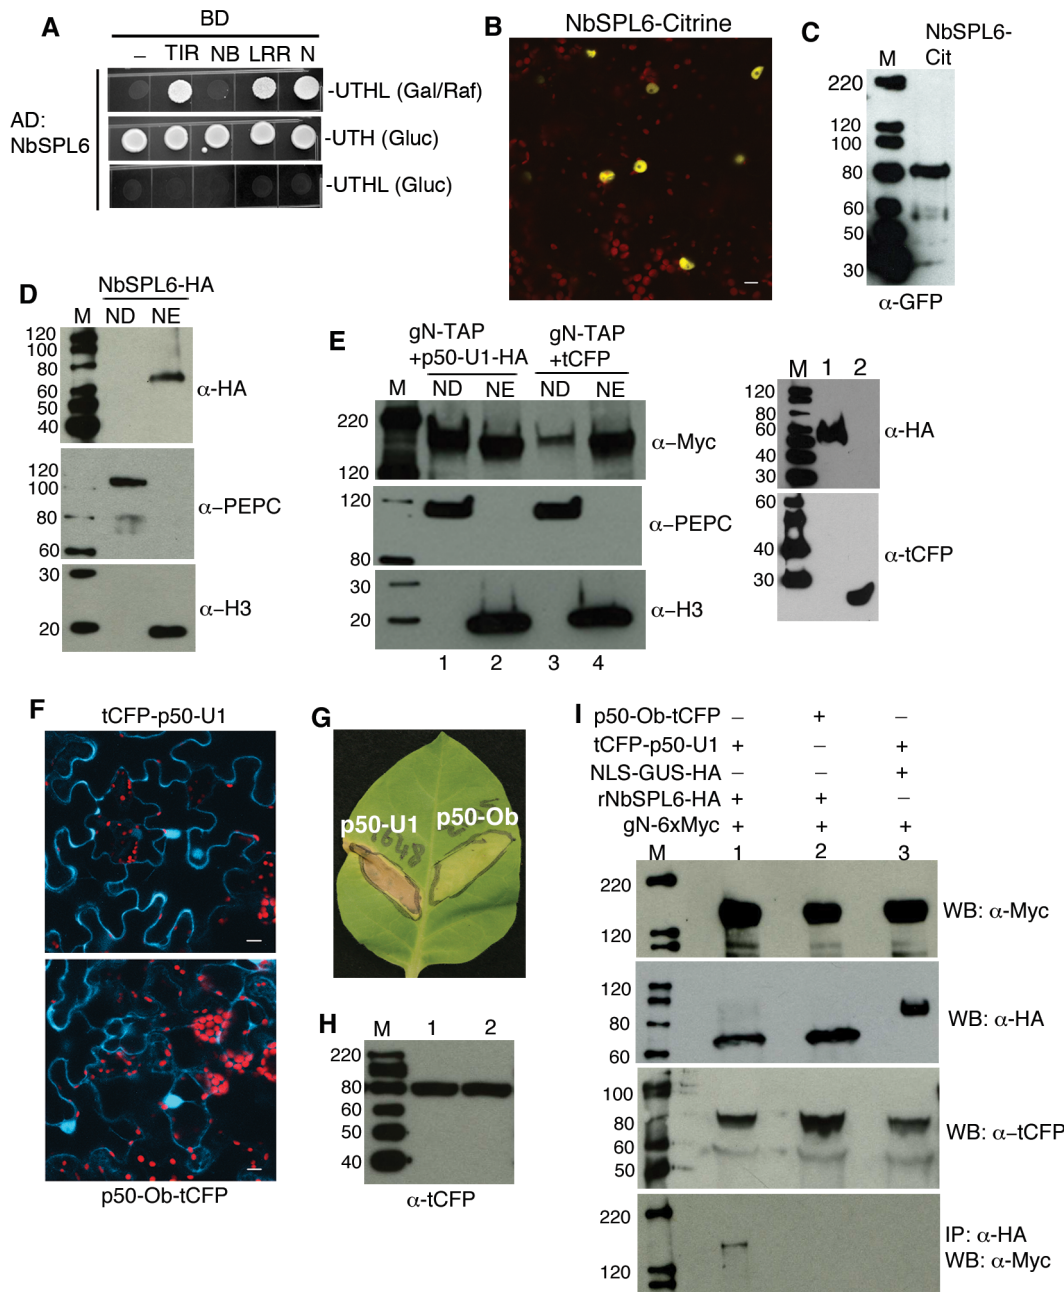 A
BD
– TIR NB LRR N
AD:
NbSPL6
-UTHL (Gal/Raf)
-UTH (Gluc)
-UTHL (Gluc)
B
NbSPL6-Citrine
C
NbSPL6-
M Cit
220
120
100
80
60
50
30
α-GFP
D
NbSPL6-HA
M ND NE
120
100
80
60
50
40
α-HA
120
100
80
60
α–PEPC
30
20
α–H3
E
gN-TAP
+p50-U1-HA
gN-TAP
+tCFP
M ND NE ND NE
220
120
α–Myc
120
80
α–PEPC
30
20
α–H3
1 2 3 4
M 1 2
120
80
60
40
30
α-HA
60
40
30
α-tCFP
F
tCFP-p50-U1
p50-Ob-tCFP
G
p50-U1 p50-Ob
H
M 1 2
220
80
60
50
40
α-tCFP
I
p50-Ob-tCFP – + –
tCFP-p50-U1 + – +
NLS-GUS-HA – – +
rNbSPL6-HA + + –
gN-6xMyc + + +
M 1 2 3
220
120
WB: α-Myc
120
80
60
WB: α-HA
100
80
60
50
WB: α–tCFP
220
120
IP: α-HA
WB: α-Myc